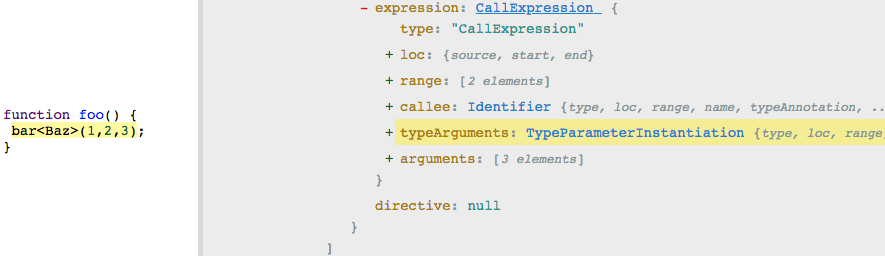 function foo() {
 bar<Baz>(1,2,3);
}
- expression: CallExpression {
type: "CallExpression"
+ loc: {source, start, end}
+ range: [2 elements]
+ callee: Identifier {type, loc, range, name, typeAnnotation, ..
+ typeArguments: TypeParameterInstantiation {type, loc, range,
+ arguments: [3 elements]
}
directive: null
}
]